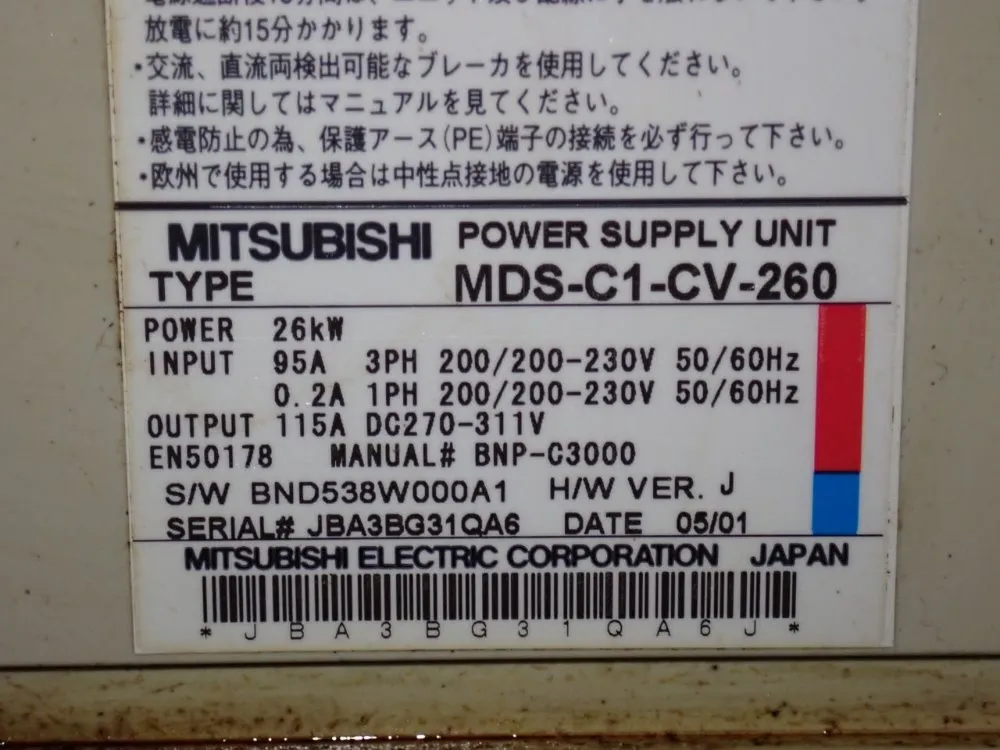 放電に約15分かかります。
・交流、直流両検出可能なブレーカを使用してください。
詳細に関してはマニュアルを見てください。
・感電防止の為、保護アース(PE)端子の接続を必ず行って下さい。
・欧州で使用する場合は中性点接地の電源を使用して下さい。
MITSUBISHI POWER SUPPLY UNIT
TYPE MDS-C1-CV-260
POWER 26kW
INPUT 95A 3PH 200/200-230V 50/60Hz
0.2A 1PH 200/200-230V 50/60Hz
OUTPUT 115A DC270-311V
EN50178 MANUAL# BNP-C3000
S/W BND538W000A1 H/W VER. J
SERIAL# JBA3BG31QA6 DATE 05/01
MITSUBISHI ELECTRIC CORPORATION JAPAN
* J B A 3 B G 3 1 Q A 6 J *